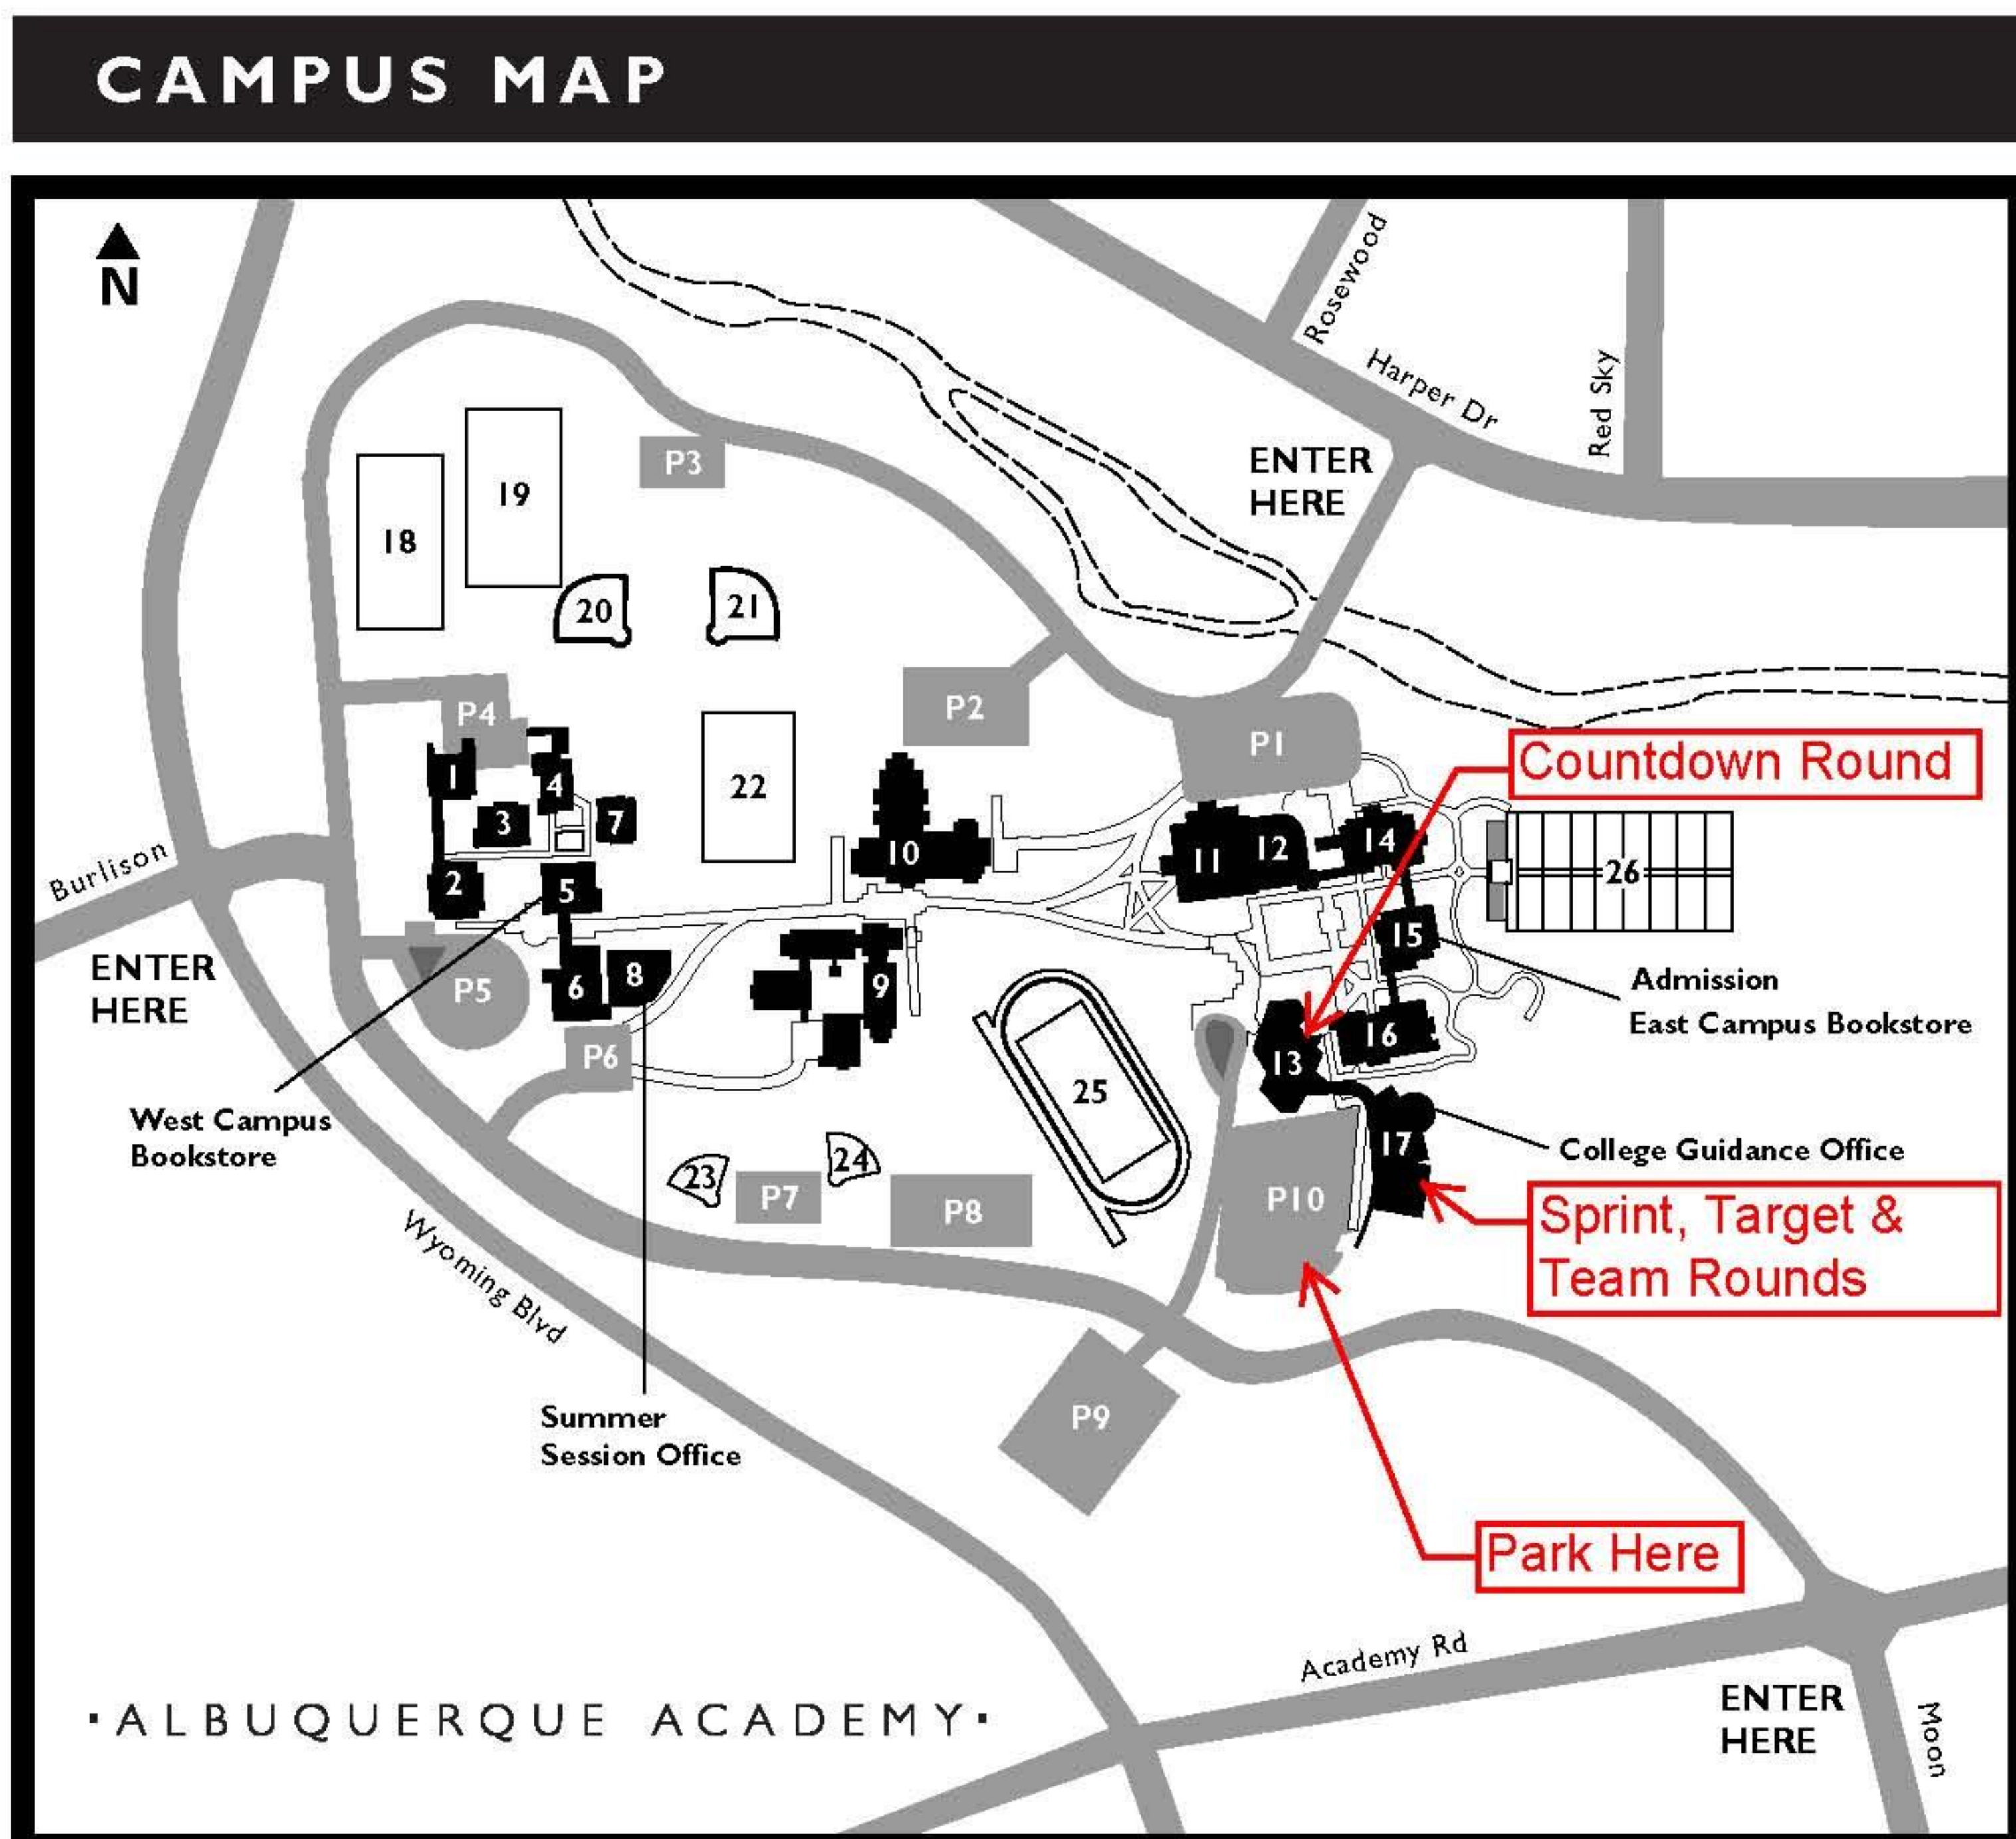 CAMPUS MAP
N
Rosewood
Harper Dr
Red Sky
ENTER
HERE
P3
19
18
20
21
P4
P2
P1
Countdown Round
1
4
3
7
22
10
11
12
14
26
Burlison
2
5
15
ENTER
HERE
P5
6
8
9
Admission
East Campus Bookstore
P6
25
13
16
West Campus
Bookstore
17
College Guidance Office
23
24
P7
P8
P10
Sprint, Target &
Team Rounds
Wyoming Blvd
Summer
Session Office
P9
Park Here
Academy Rd
ENTER
HERE
Moon
·ALBUQUERQUE ACADEMY·